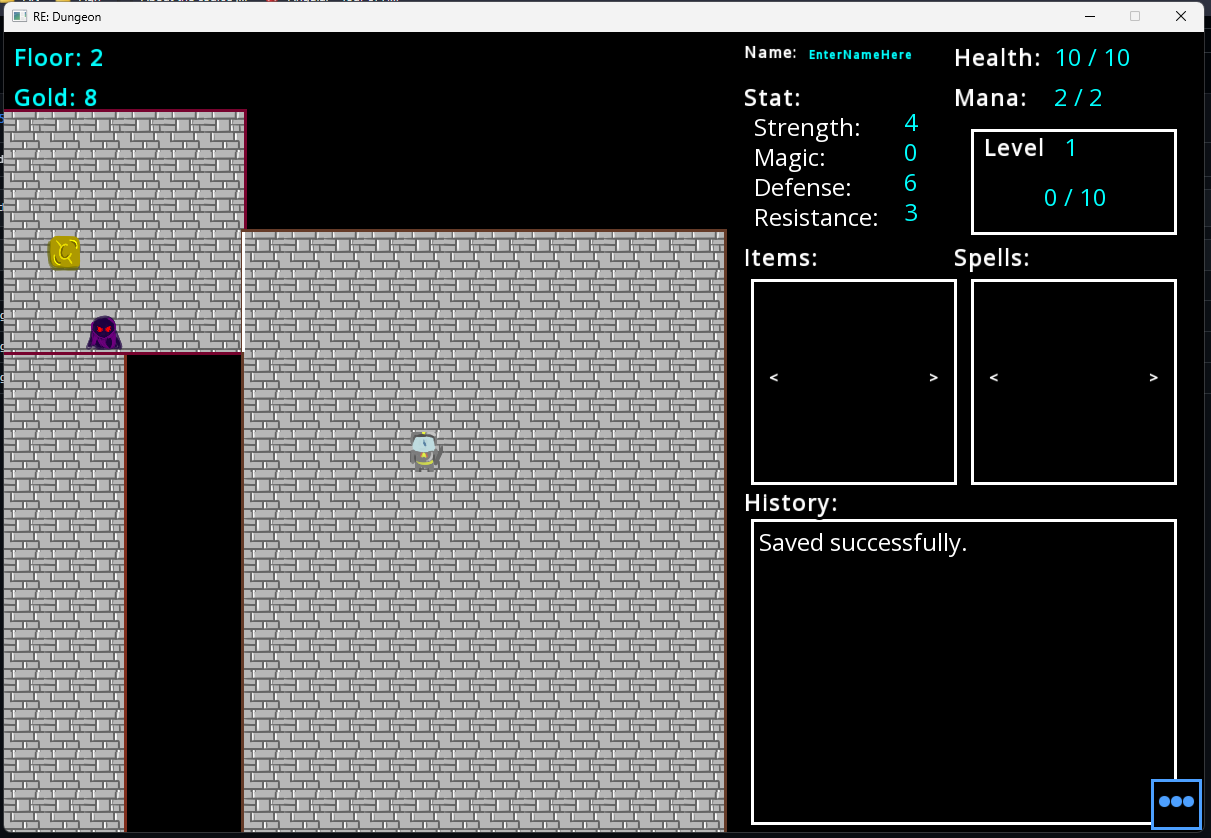 RE: Dungeon
Floor: 2
Gold: 8
Name: EnterNameHere
Health: 10 / 10
Mana: 2 / 2
Stat:
Strength: 4
Magic: 0
Defense: 6
Resistance: 3
Level 1
0 / 10
Items:
Spells:
< >
< >
History:
Saved successfully.